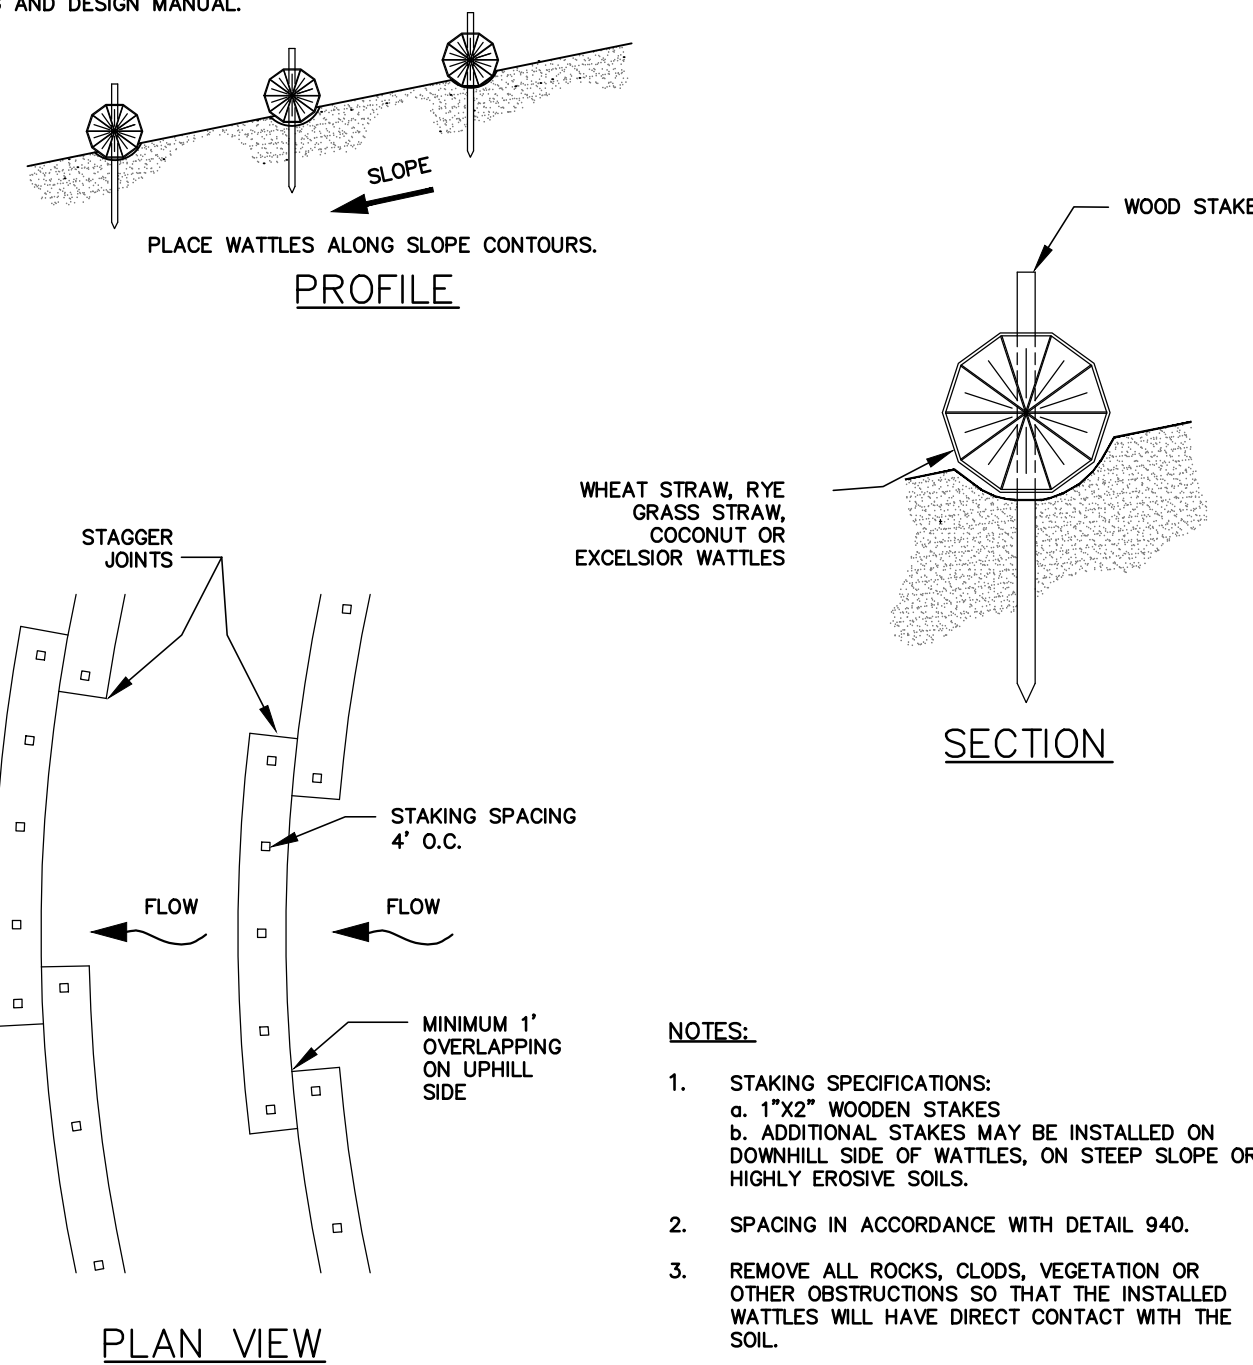 AND DESIGN MANUAL.
SLOPE
PLACE WATTLES ALONG SLOPE CONTOURS.
PROFILE
WOOD STAKE
WHEAT STRAW, RYE
GRASS STRAW,
COCONUT OR
EXCELSIOR WATTLES
SECTION
STAGGER
JOINTS
STAKING SPACING
4' O.C.
FLOW
FLOW
MINIMUM 1'
OVERLAPPING
ON UPHILL
SIDE
PLAN VIEW
NOTES:
1. STAKING SPECIFICATIONS:
a. 1"X2" WOODEN STAKES
b. ADDITIONAL STAKES MAY BE INSTALLED ON
DOWNHILL SIDE OF WATTLES, ON STEEP SLOPE OR
HIGHLY EROSIVE SOILS.
2. SPACING IN ACCORDANCE WITH DETAIL 940.
3. REMOVE ALL ROCKS, CLODS, VEGETATION OR
OTHER OBSTRUCTIONS SO THAT THE INSTALLED
WATTLES WILL HAVE DIRECT CONTACT WITH THE
SOIL.